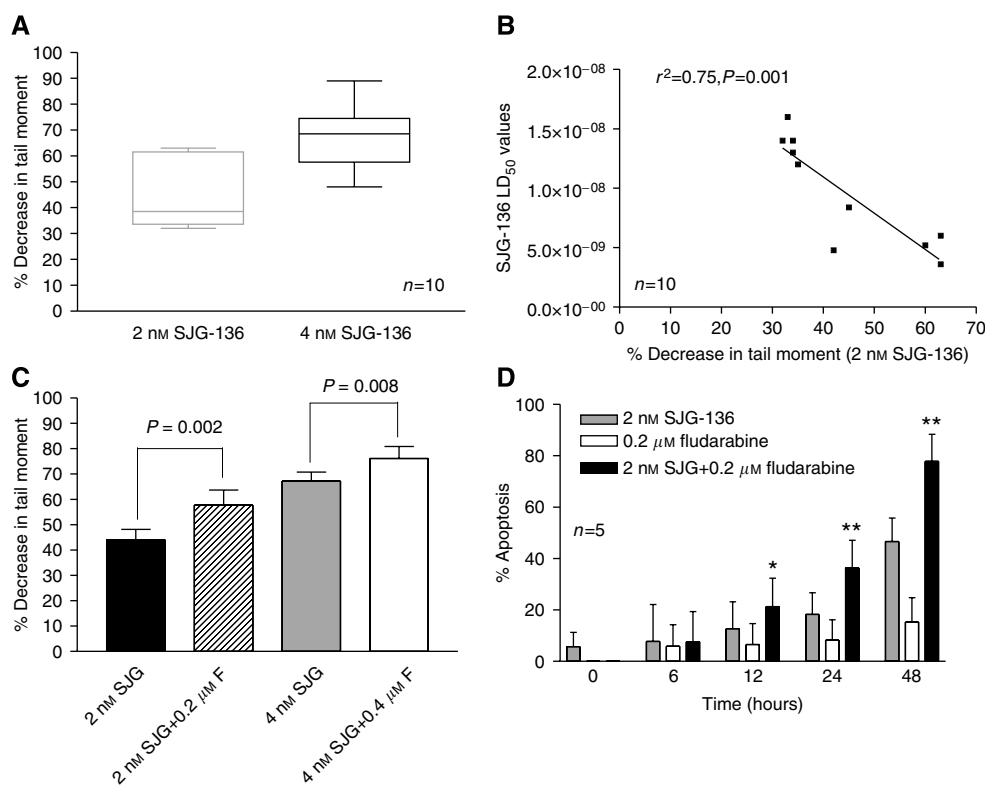 A
% Decrease in tail moment
100
90
80
70
60
50
40
30
20
10
0
n=10
2 nM SJG-136
4 nM SJG-136
B
SJG-136 LD50 values
2.0×10−08
1.5×10−08
1.0×10−08
5.0×10−09
0.0×10−00
r2=0.75,P=0.001
n=10
0
10
20
30
40
50
60
70
% Decrease in tail moment (2 nM SJG-136)
C
% Decrease in tail moment
100
90
80
70
60
50
40
30
20
10
0
P = 0.002
P = 0.008
2 nM SJG
2 nM SJG+0.2 μM F
4 nM SJG
4 nM SJG+0.4 μM F
D
% Apoptosis
100
80
60
40
20
0
2 nM SJG-136
0.2 μM fludarabine
2 nM SJG+0.2 μM fludarabine
n=5
*
**
**
0
6
12
24
48
Time (hours)